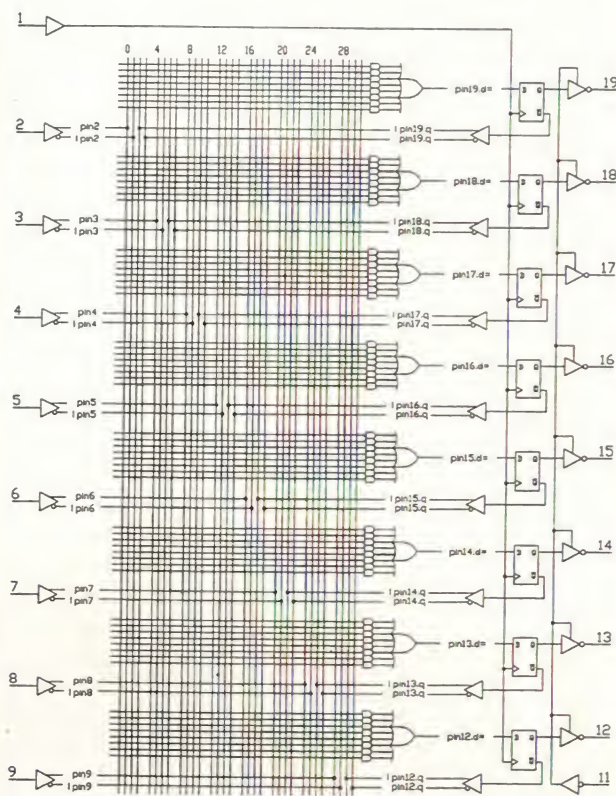 1
0 4 8 12 16 20 24 28
pin19.d= D Q Q 19
2 pin2 !pin19.q
!pin2 pin19.q
pin18.d= D Q Q 18
3 pin3 !pin18.q
!pin3 pin18.q
pin17.d= D Q Q 17
4 pin4 !pin17.q
!pin4 pin17.q
pin16.d= D Q Q 16
5 pin5 !pin16.q
!pin5 pin16.q
pin15.d= D Q Q 15
6 pin6 !pin15.q
!pin6 pin15.q
pin14.d= D Q Q 14
7 pin7 !pin14.q
!pin7 pin14.q
pin13.d= D Q Q 13
8 pin8 !pin13.q
!pin8 pin13.q
pin12.d= D Q Q 12
9 pin9 !pin12.q 11
!pin9 pin12.q